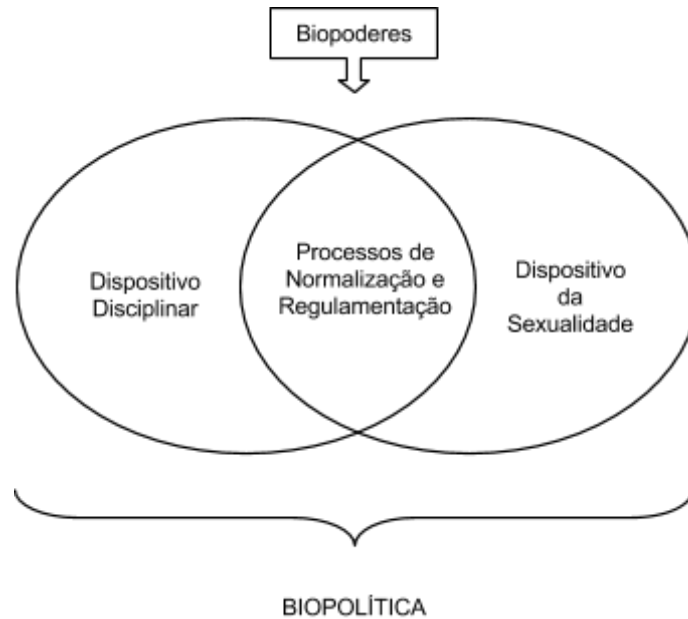 Biopoderes
Dispositivo
Disciplinar
Processos de
Normalização e
Regulamentação
Dispositivo
da
Sexualidade
BIOPOLÍTICA